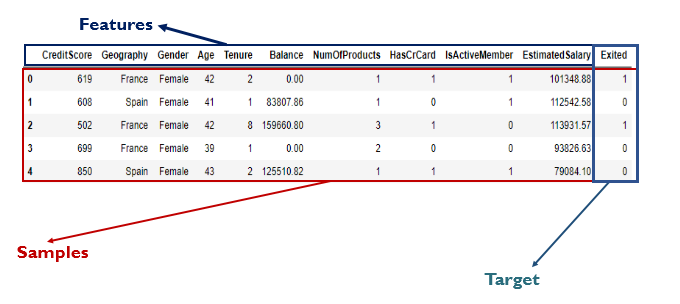 Features
CreditScore Geography Gender Age Tenure Balance NumOfProducts HasCrCard IsActiveMember EstimatedSalary Exited
0 619 France Female 42 2 0.00 1 1 1 101348.88 1
1 608 Spain Female 41 1 83807.86 1 0 1 112542.58 0
2 502 France Female 42 8 159660.80 3 1 0 113931.57 1
3 699 France Female 39 1 0.00 2 0 0 93826.63 0
4 850 Spain Female 43 2 125510.82 1 1 1 79084.10 0
Samples
Target